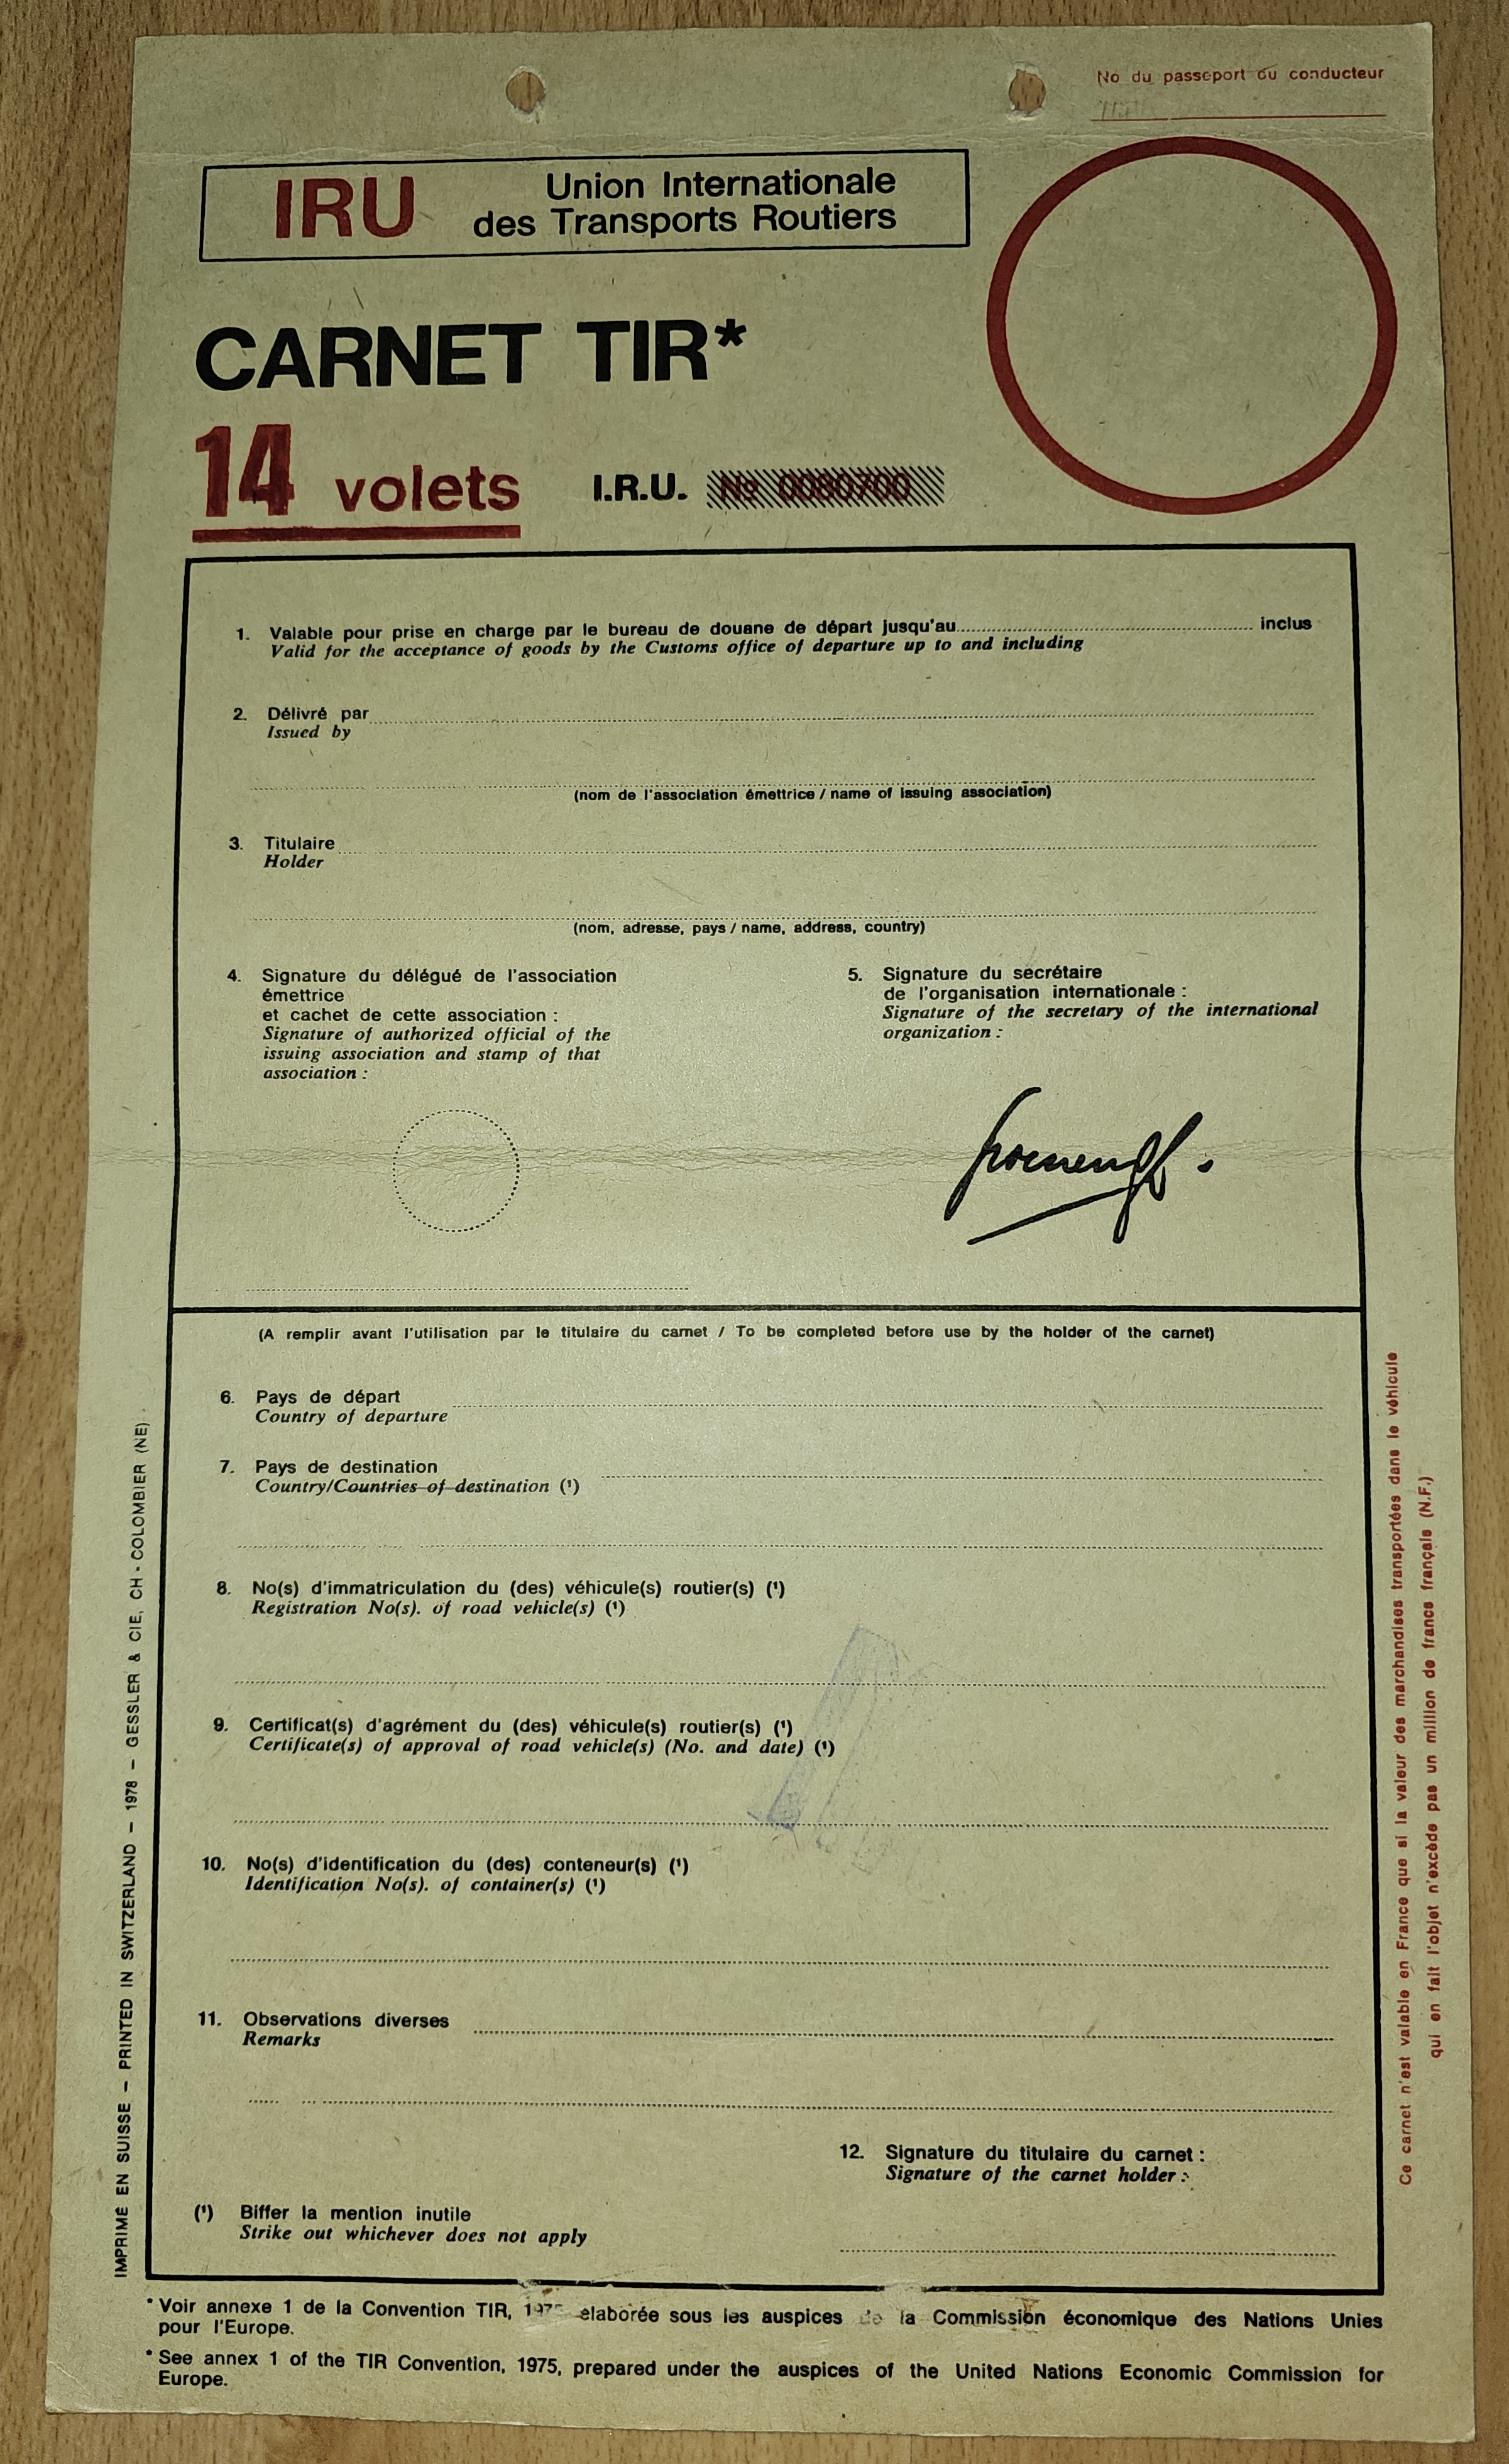 No du passeport du conducteur
IRU
Union Internationale
des Transports Routiers
CARNET TIR*
14 volets
I.R.U. No 0080700
1. Valable pour prise en charge par le bureau de douane de départ jusqu'au inclus
Valid for the acceptance of goods by the Customs office of departure up to and including
2. Délivré par
Issued by
(nom de l'association émettrice / name of issuing association)
3. Titulaire
Holder
(nom, adresse, pays / name, address, country)
4. Signature du délégué de l'association
émettrice
et cachet de cette association :
Signature of authorized official of the
issuing association and stamp of that
association :
5. Signature du secrétaire
de l'organisation internationale :
Signature of the secretary of the international
organization :
(A remplir avant l'utilisation par le titulaire du carnet / To be completed before use by the holder of the carnet)
6. Pays de départ
Country of departure
7. Pays de destination
Country/Countries of destination (¹)
8. No(s) d'immatriculation du (des) véhicule(s) routier(s) (¹)
Registration No(s). of road vehicle(s) (¹)
9. Certificat(s) d'agrément du (des) véhicule(s) routier(s) (¹)
Certificate(s) of approval of road vehicle(s) (No. and date) (¹)
10. No(s) d'identification du (des) conteneur(s) (¹)
Identification No(s). of container(s) (¹)
11. Observations diverses
Remarks
12. Signature du titulaire du carnet :
Signature of the carnet holder :
(¹) Biffer la mention inutile
Strike out whichever does not apply
* Voir annexe 1 de la Convention TIR, élaborée sous les auspices la Commission économique des Nations Unies
pour l'Europe.
* See annex 1 of the TIR Convention, 1975, prepared under the auspices of the United Nations Economic Commission for
Europe.
IMPRIMÉ EN SUISSE – PRINTED IN SWITZERLAND – 1978 – GESSLER & CIE, CH - COLOMBIER (NE)
Ce carnet n'est valable en France que si la valeur des marchandises transportées dans le véhicule
qui en fait l'objet n'excède pas un million de francs français (N.F.)